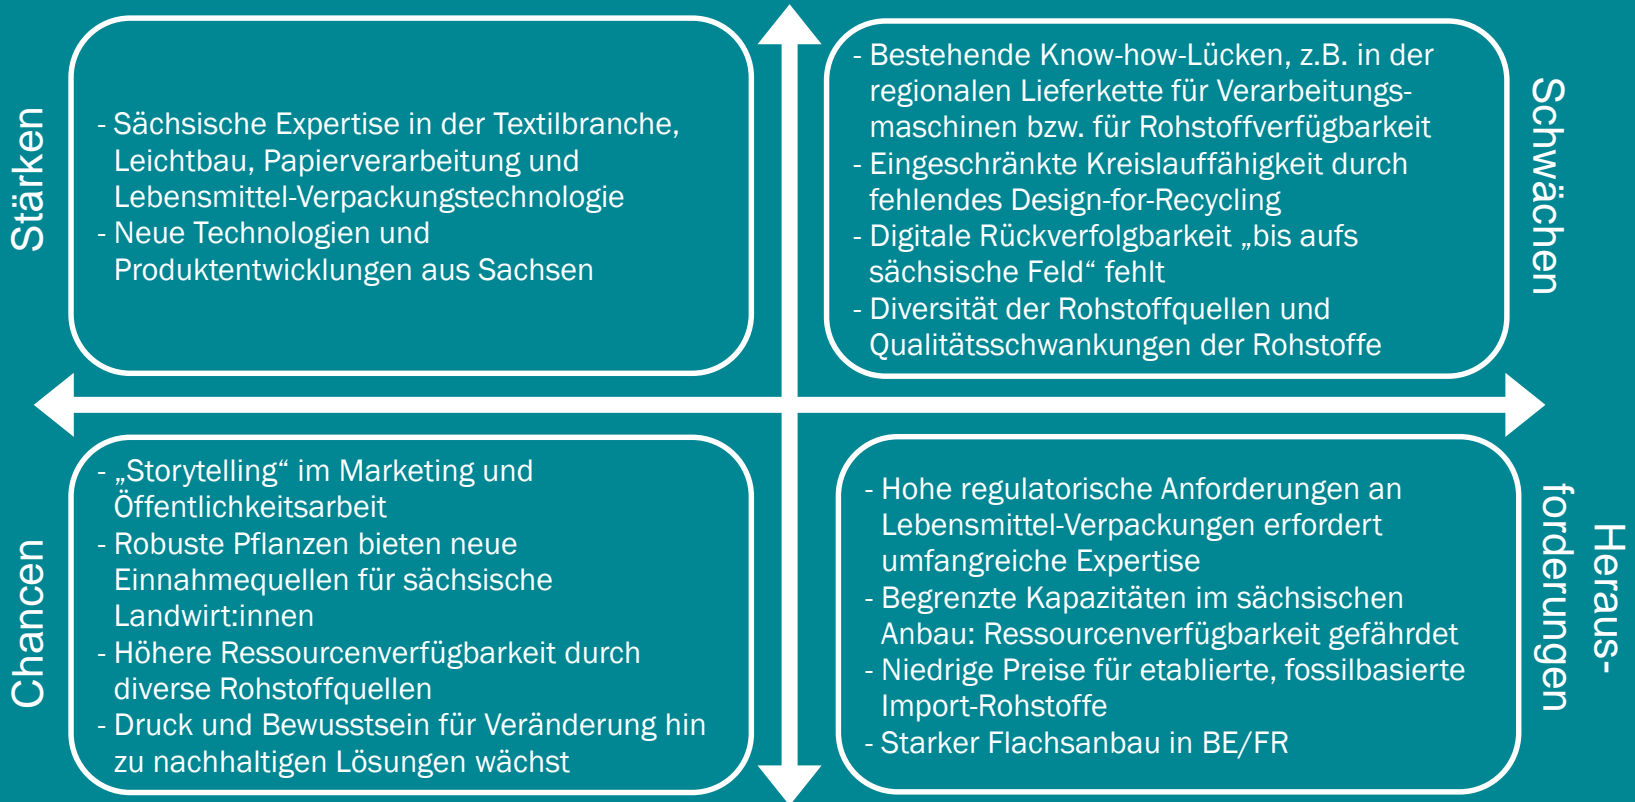 Stärken
- Sächsische Expertise in der Textilbranche,
Leichtbau, Papierverarbeitung und
Lebensmittel-Verpackungstechnologie
- Neue Technologien und
Produktentwicklungen aus Sachsen
Schwächen
- Bestehende Know-how-Lücken, z.B. in der
regionalen Lieferkette für Verarbeitungs-
maschinen bzw. für Rohstoffverfügbarkeit
- Eingeschränkte Kreislauffähigkeit durch
fehlendes Design-for-Recycling
- Digitale Rückverfolgbarkeit „bis aufs
sächsische Feld“ fehlt
- Diversität der Rohstoffquellen und
Qualitätsschwankungen der Rohstoffe
Chancen
- „Storytelling“ im Marketing und
Öffentlichkeitsarbeit
- Robuste Pflanzen bieten neue
Einnahmequellen für sächsische
Landwirt:innen
- Höhere Ressourcenverfügbarkeit durch
diverse Rohstoffquellen
- Druck und Bewusstsein für Veränderung hin
zu nachhaltigen Lösungen wächst
Heraus-
forderungen
- Hohe regulatorische Anforderungen an
Lebensmittel-Verpackungen erfordert
umfangreiche Expertise
- Begrenzte Kapazitäten im sächsischen
Anbau: Ressourcenverfügbarkeit gefährdet
- Niedrige Preise für etablierte, fossilbasierte
Import-Rohstoffe
- Starker Flachsanbau in BE/FR